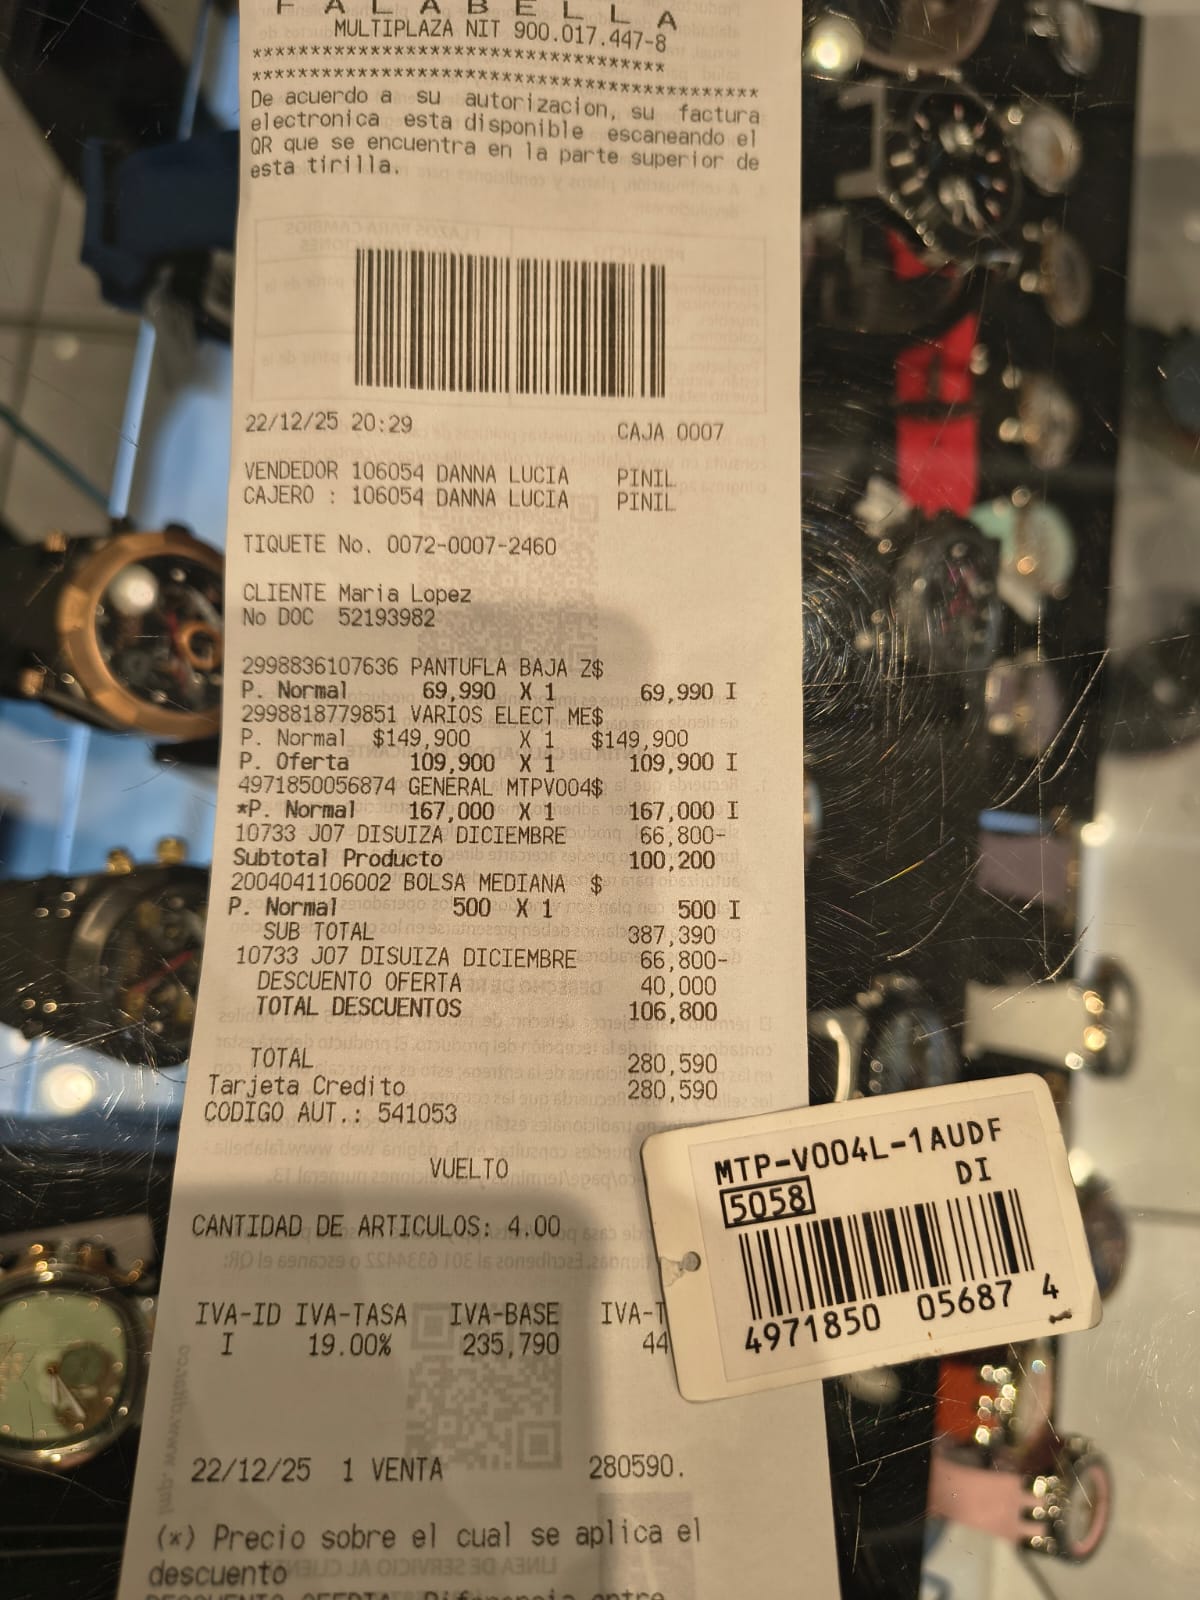 FALABELLA
MULTIPLAZA NIT 900.017.447-8
***********************************
*******************************************
De acuerdo a su autorizacion, su factura
electronica esta disponible escaneando el
QR que se encuentra en la parte superior de
esta tirilla.
22/12/25 20:29 CAJA 0007
VENDEDOR 106054 DANNA LUCIA PINIL
CAJERO : 106054 DANNA LUCIA PINIL
TIQUETE No. 0072-0007-2460
CLIENTE Maria Lopez
No DOC 52193982
2998836107636 PANTUFLA BAJA Z$
P. Normal 69,990 X 1 69,990 I
2998818779851 VARIOS ELECT ME$
P. Normal $149,900 X 1 $149,900
P. Oferta 109,900 X 1 109,900 I
4971850056874 GENERAL MTPV004$
*P. Normal 167,000 X 1 167,000 I
10733 J07 DISUIZA DICIEMBRE 66,800-
Subtotal Producto 100,200
2004041106002 BOLSA MEDIANA $
P. Normal 500 X 1 500 I
SUB TOTAL 387,390
10733 J07 DISUIZA DICIEMBRE 66,800-
DESCUENTO OFERTA 40,000
TOTAL DESCUENTOS 106,800
TOTAL 280,590
Tarjeta Credito 280,590
CODIGO AUT.: 541053
VUELTO
CANTIDAD DE ARTICULOS: 4.00
IVA-ID IVA-TASA IVA-BASE IVA-T
I 19.00% 235,790 44
22/12/25 1 VENTA 280590.
(*) Precio sobre el cual se aplica el
descuento
MTP-V004L-1AUDF
DI
5058
4971850 05687 4